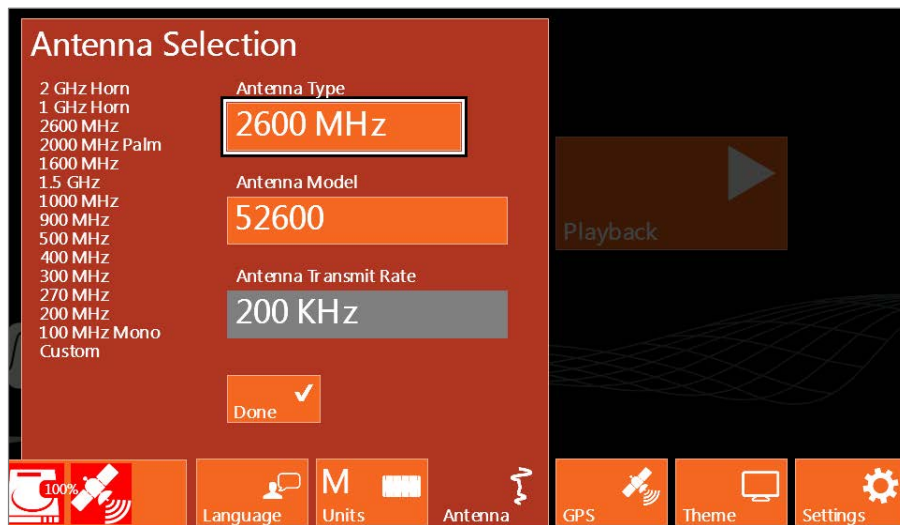 Antenna Selection
2 GHz Horn
1 GHz Horn
2600 MHz
2000 MHz Palm
1600 MHz
1.5 GHz
1000 MHz
900 MHz
500 MHz
400 MHz
300 MHz
270 MHz
200 MHz
100 MHz Mono
Custom
Antenna Type
2600 MHz
Antenna Model
52600
Antenna Transmit Rate
200 KHz
Done
Playback
100%
Language
M
Units
Antenna
GPS
Theme
Settings